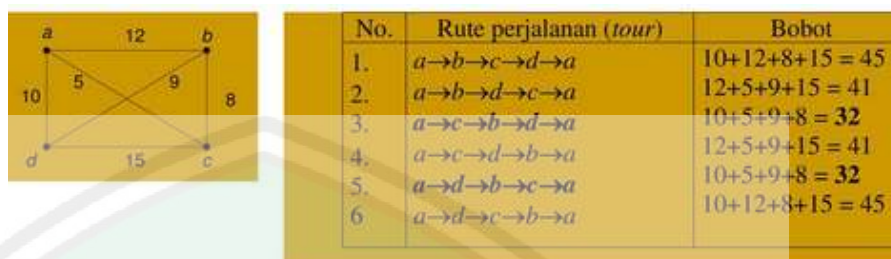 a 12 b
10 5 9 8
d 15 c
No. Rute perjalanan (tour) Bobot
1. a→b→c→d→a 10+12+8+15 = 45
2. a→b→d→c→a 12+5+9+15 = 41
3. a→c→b→d→a 10+5+9+8 = 32
4. a→c→d→b→a 12+5+9+15 = 41
5. a→d→b→c→a 10+5+9+8 = 32
6 a→d→c→b→a 10+12+8+15 = 45